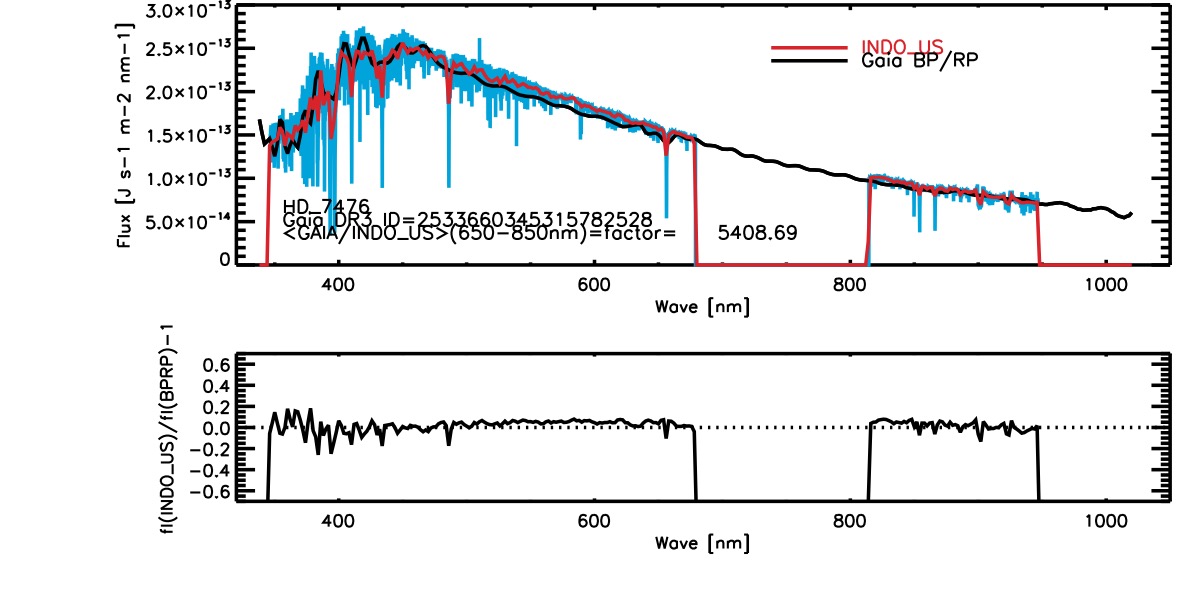 3.0×10−13
2.5×10−13
2.0×10−13
1.5×10−13
1.0×10−13
5.0×10−14
0
Flux [J s−1 m−2 nm−1]
INDO_US
Gaia BP/RP
HD_7476
Gaia DR3_ID=2533660345315782528
<GAIA/INDO_US>(650−850nm)=factor= 5408.69
400 600 800 1000
Wave [nm]
fl(INDO_US)/fl(BPRP)−1
0.6
0.4
0.2
0.0
−0.2
−0.4
−0.6
400 600 800 1000
Wave [nm]